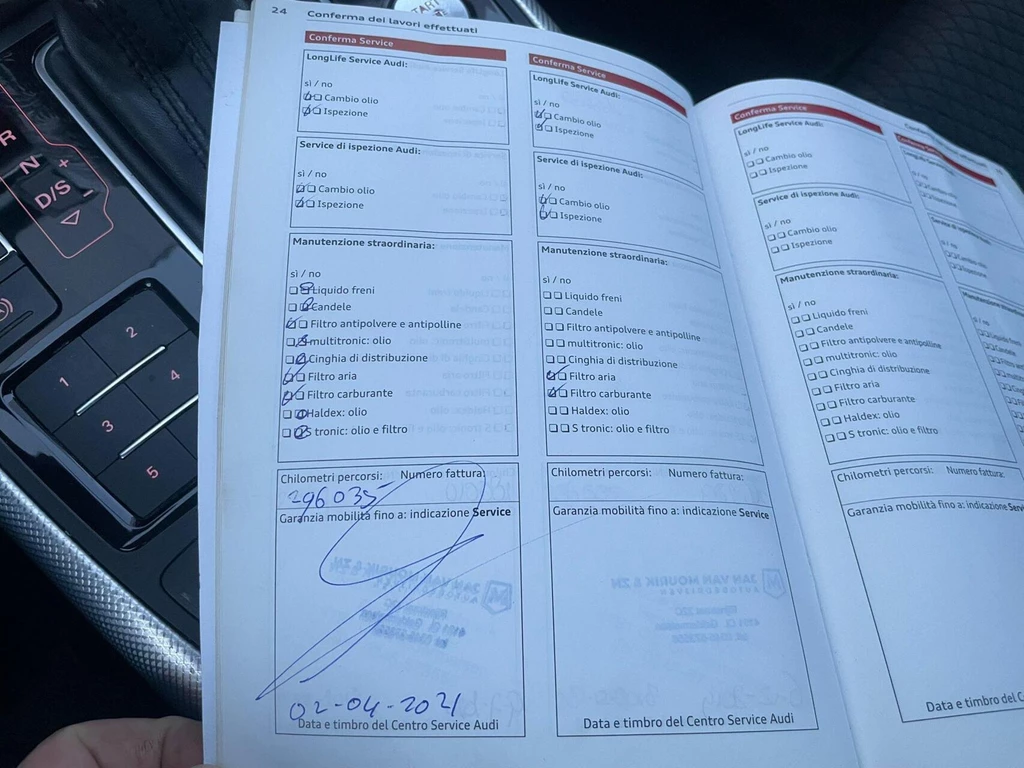 24 Conferma dei lavori effettuati
Conferma Service
LongLife Service Audi:
sì / no
Cambio olio
Ispezione
Service di ispezione Audi:
sì / no
Cambio olio
Ispezione
Manutenzione straordinaria:
sì / no
Liquido freni
Candele
Filtro antipolvere e antipolline
multitronic: olio
Cinghia di distribuzione
Filtro aria
Filtro carburante
Haldex: olio
S tronic: olio e filtro
Chilometri percorsi: Numero fattura:
296035
Garanzia mobilità fino a: indicazione Service
02-04-2021
Data e timbro del Centro Service Audi
Conferma Service
LongLife Service Audi:
sì / no
Cambio olio
Ispezione
Service di ispezione Audi:
sì / no
Cambio olio
Ispezione
Manutenzione straordinaria:
sì / no
Liquido freni
Candele
Filtro antipolvere e antipolline
multitronic: olio
Cinghia di distribuzione
Filtro aria
Filtro carburante
Haldex: olio
S tronic: olio e filtro
Chilometri percorsi: Numero fattura:
Garanzia mobilità fino a: indicazione Service
Data e timbro del Centro Service Audi
Conferma Service
LongLife Service Audi:
sì / no
Cambio olio
Ispezione
Service di ispezione Audi:
sì / no
Cambio olio
Ispezione
Manutenzione straordinaria:
sì / no
Liquido freni
Candele
Filtro antipolvere e antipolline
multitronic: olio
Cinghia di distribuzione
Filtro aria
Filtro carburante
Haldex: olio
S tronic: olio e filtro
Chilometri percorsi: Numero fattura:
Garanzia mobilità fino a: indicazione
Data e timbro del Centro
START
R
N
D/S
+
-
1
2
3
4
5